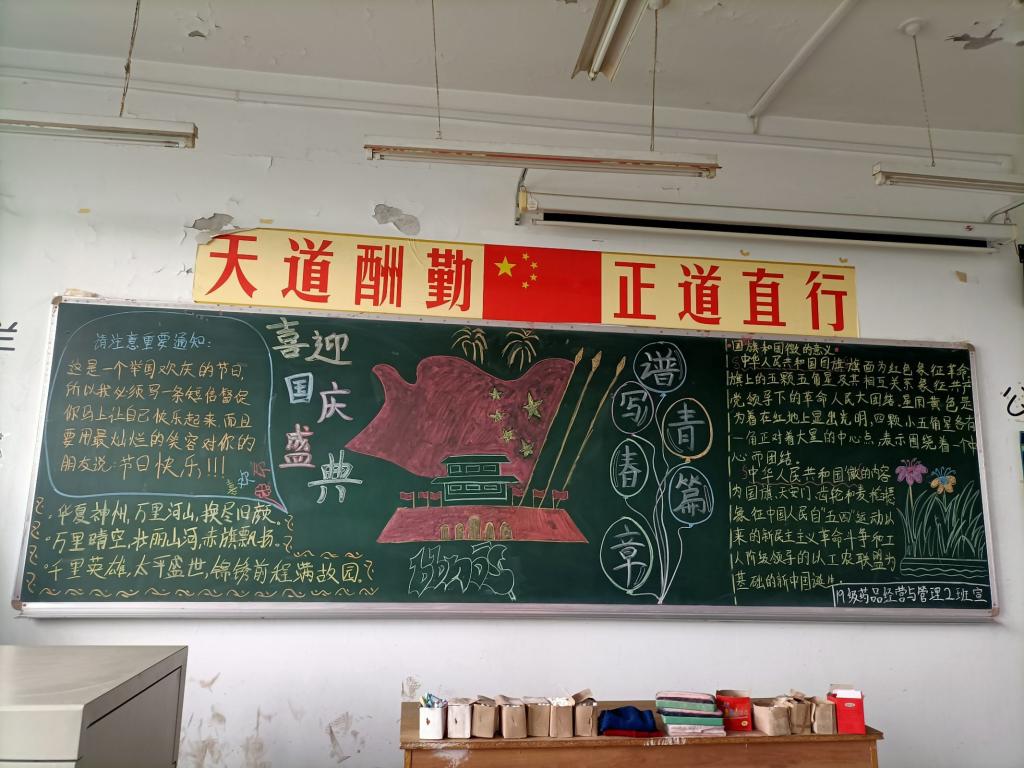 天道酬勤 正道直行
请注意重要通知:
这是一个举国欢庆的节日,
所以我必须写一条短信督促
你马上让自己快乐起来,而且
要用最灿烂的笑容对你的
朋友说:节日快乐!!!
华夏神州,万里河山,换尽旧颜。
万里晴空,壮丽山河,赤旗飘扬。
千里英雄,太平盛世,锦绣前程满故园。
喜迎
国庆
盛典
谱
写青
春篇
章
国旗和国徽的意义
中华人民共和国国旗旗面为红色象征革命
旗上的五颗五角星及其相互关系象征共产
党领导下的革命人民大团结,星用黄色是
为着在红地上显出光明,四颗小五角星各有
一角正对着大星的中心点,表示围绕着一个中
心而团结。
中华人民共和国国徽的内容
为国旗、天安门、齿轮和麦稻穗
象征中国人民自"五四"运动以
来的新民主主义革命斗争和工
人阶级领导的以工农联盟为
基础的新中国诞生。
19级药品经营与管理2班宣